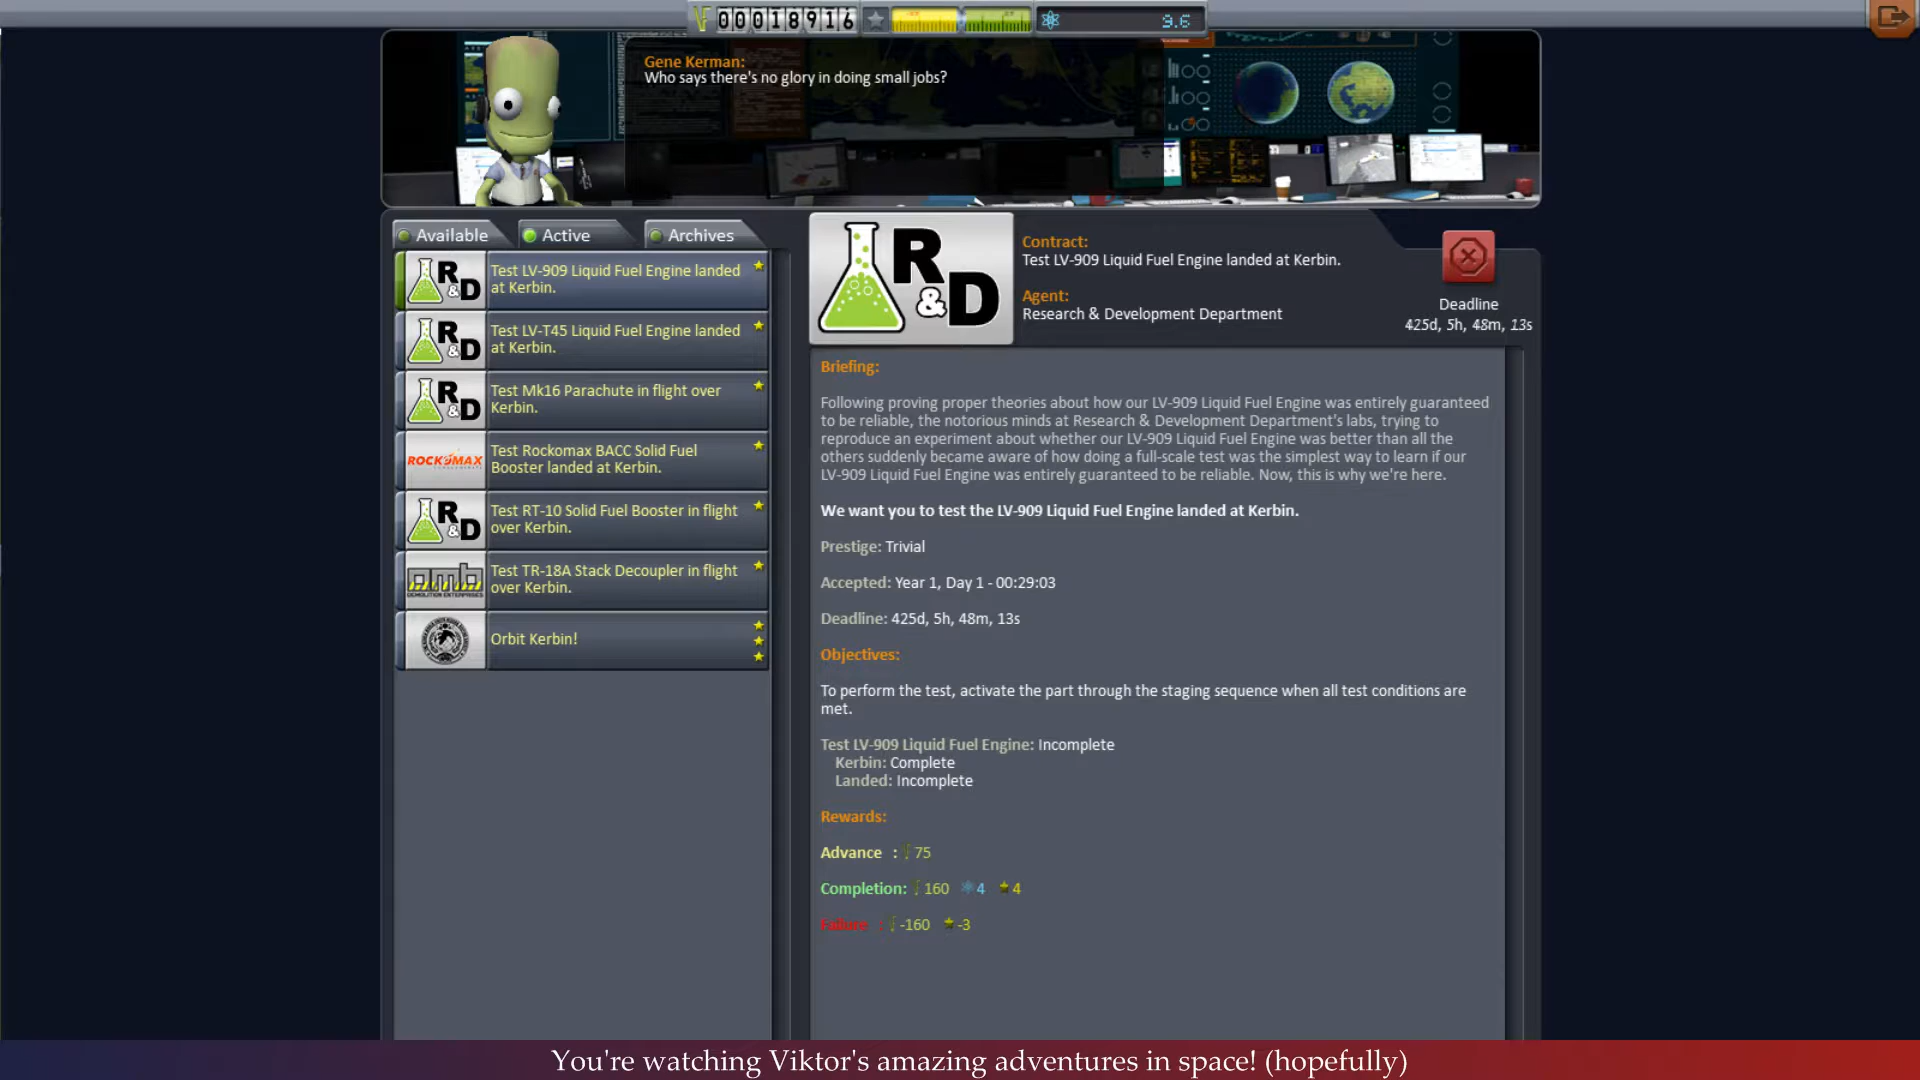 00018916
9.6
Gene Kerman:
Who says there's no glory in doing small jobs?
Available
Active
Archives
R&D
Test LV-909 Liquid Fuel Engine landed
at Kerbin.
R&D
Test LV-T45 Liquid Fuel Engine landed
at Kerbin.
R&D
Test Mk16 Parachute in flight over
Kerbin.
ROCKOMAX
Test Rockomax BACC Solid Fuel
Booster landed at Kerbin.
R&D
Test RT-10 Solid Fuel Booster in flight
over Kerbin.
Test TR-18A Stack Decoupler in flight
over Kerbin.
Orbit Kerbin!
R&D
Contract:
Test LV-909 Liquid Fuel Engine landed at Kerbin.
Agent:
Research & Development Department
Deadline
425d, 5h, 48m, 13s
Briefing:
Following proving proper theories about how our LV-909 Liquid Fuel Engine was entirely guaranteed
to be reliable, the notorious minds at Research & Development Department's labs, trying to
reproduce an experiment about whether our LV-909 Liquid Fuel Engine was better than all the
others suddenly became aware of how doing a full-scale test was the simplest way to learn if our
LV-909 Liquid Fuel Engine was entirely guaranteed to be reliable. Now, this is why we're here.
We want you to test the LV-909 Liquid Fuel Engine landed at Kerbin.
Prestige: Trivial
Accepted: Year 1, Day 1 - 00:29:03
Deadline: 425d, 5h, 48m, 13s
Objectives:
To perform the test, activate the part through the staging sequence when all test conditions are
met.
Test LV-909 Liquid Fuel Engine: Incomplete
Kerbin: Complete
Landed: Incomplete
Rewards:
Advance : 75
Completion: 160 4 4
Failure : -160 -3
You're watching Viktor's amazing adventures in space! (hopefully)